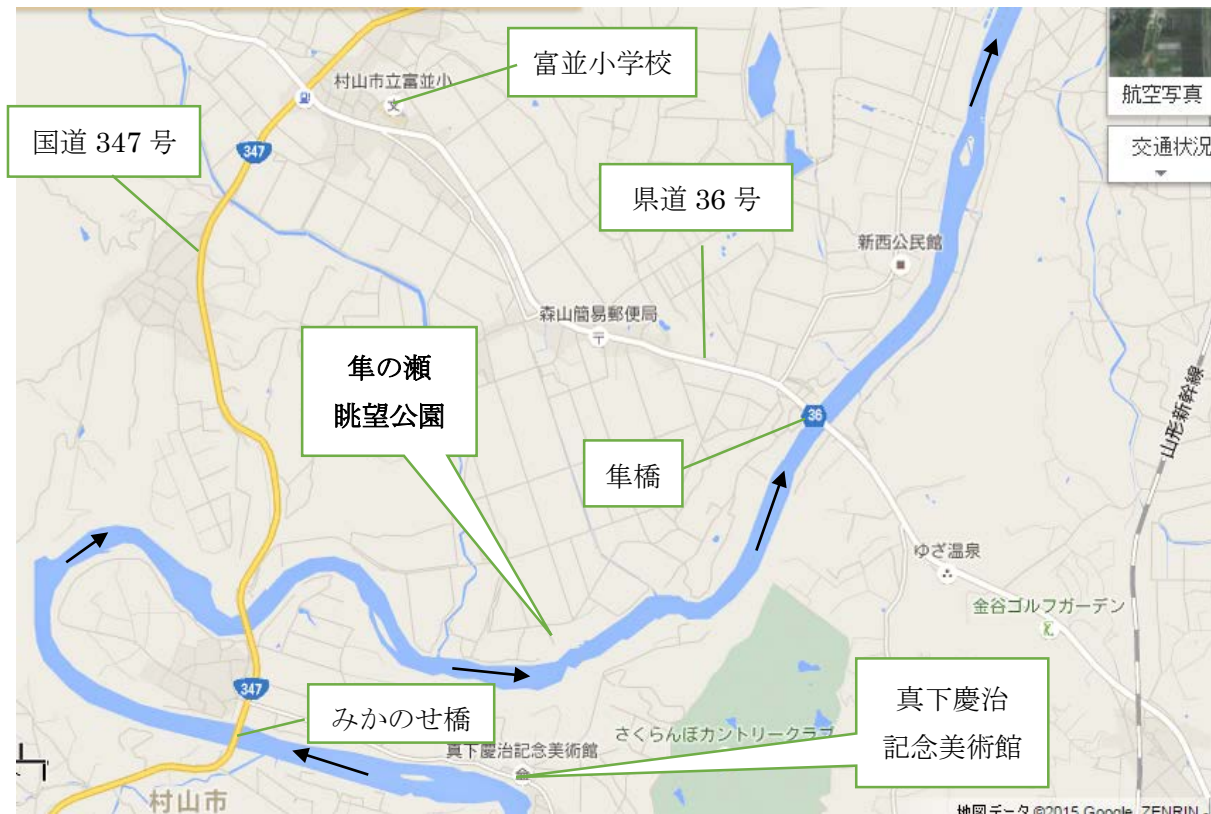 富並小学校
村山市立富並小
文
航空写真
国道 347 号
347
交通状況
県道 36 号
新西公民館
森山簡易郵便局
〒
隼の瀬
眺望公園
山形新幹線
36
隼橋
ゆざ温泉
金谷ゴルフガーデン
347
みかのせ橋
真下慶治
記念美術館
さくらんぼカントリークラブ
真下慶治記念美術館
村山市
地図データ ©2015 Google, ZENRIN -